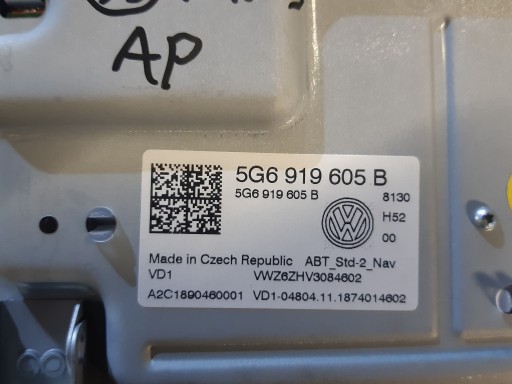 AP
5G6 919 605 B
5G6 919 605 B
8130
H52
00
Made in Czech Republic ABT_Std-2_Nav
VD1 VWZ6ZHV3084602
A2C1890460001 VD1-04804.11.1874014602